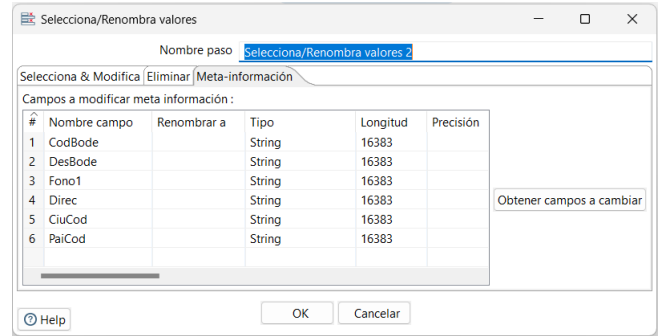 Selecciona/Renombra valores
Nombre paso Selecciona/Renombra valores 2
Selecciona & Modifica Eliminar Meta-información
Campos a modificar meta información :
# Nombre campo Renombrar a Tipo Longitud Precisión
1 CodBode String 16383
2 DesBode String 16383
3 Fono1 String 16383
4 Direc String 16383
5 CiuCod String 16383
6 PaiCod String 16383
Obtener campos a cambiar
Help OK Cancelar